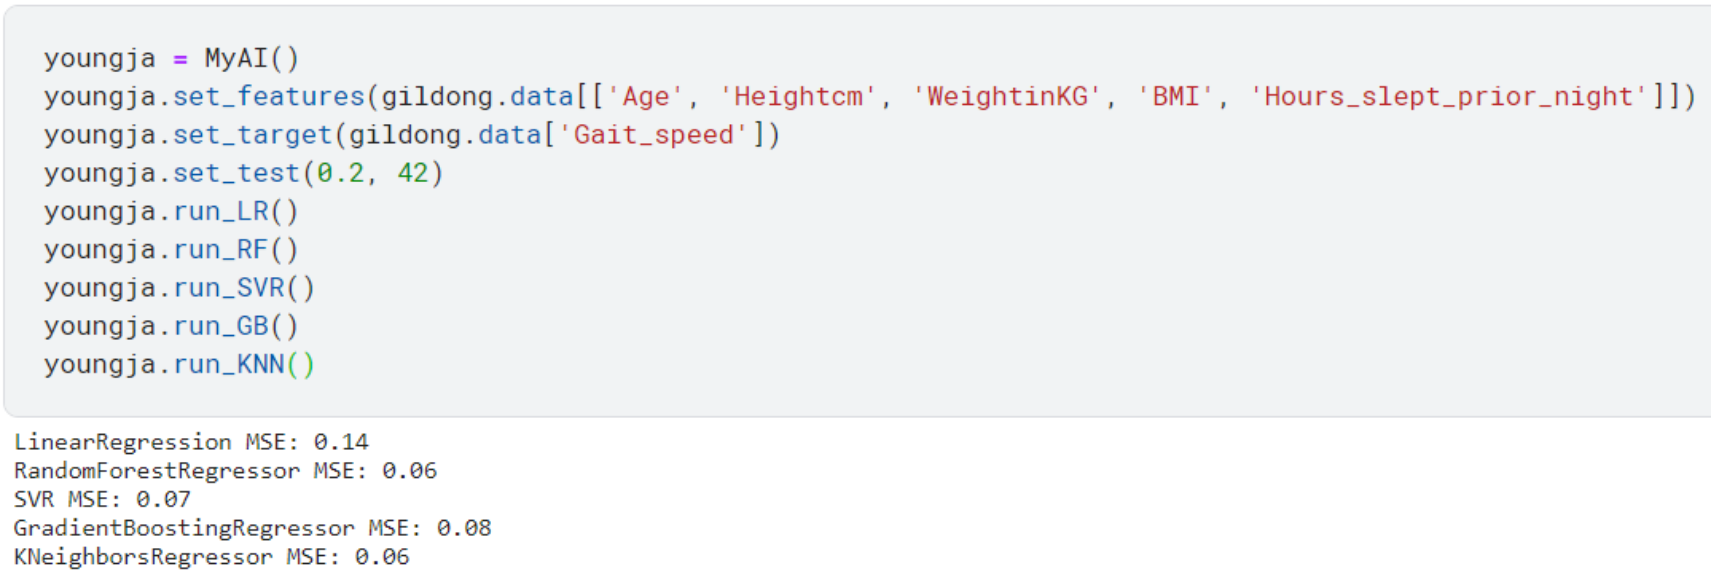 youngja = MyAI()
youngja.set_features(gildong.data[['Age', 'Heightcm', 'WeightinKG', 'BMI', 'Hours_slept_prior_night']])
youngja.set_target(gildong.data['Gait_speed'])
youngja.set_test(0.2, 42)
youngja.run_LR()
youngja.run_RF()
youngja.run_SVR()
youngja.run_GB()
youngja.run_KNN()
LinearRegression MSE: 0.14
RandomForestRegressor MSE: 0.06
SVR MSE: 0.07
GradientBoostingRegressor MSE: 0.08
KNeighborsRegressor MSE: 0.06